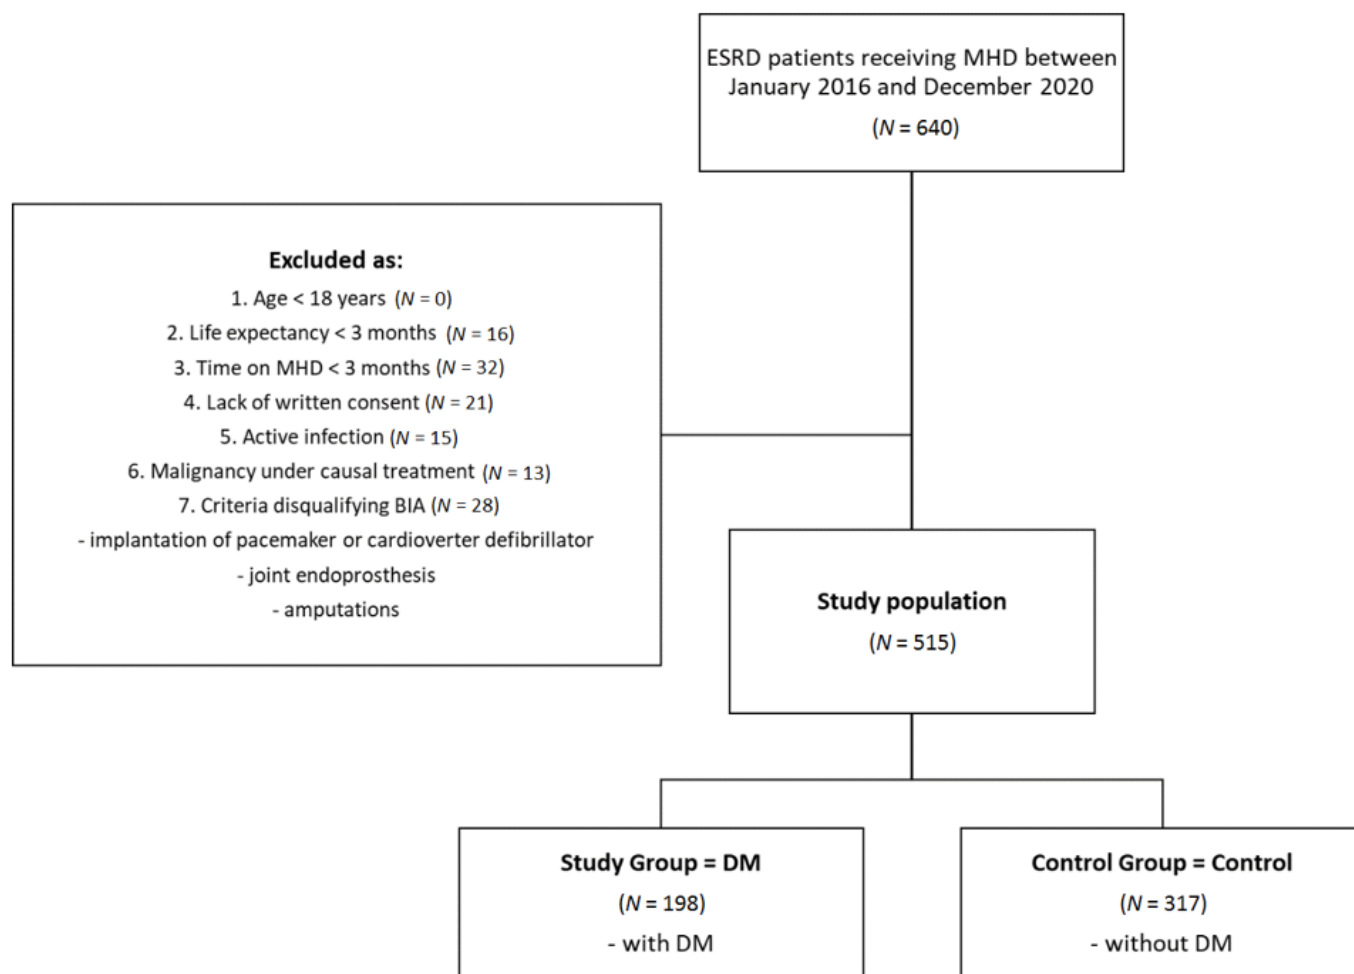 ESRD patients receiving MHD between
January 2016 and December 2020
(N = 640)
Excluded as:
1. Age < 18 years (N = 0)
2. Life expectancy < 3 months (N = 16)
3. Time on MHD < 3 months (N = 32)
4. Lack of written consent (N = 21)
5. Active infection (N = 15)
6. Malignancy under causal treatment (N = 13)
7. Criteria disqualifying BIA (N = 28)
- implantation of pacemaker or cardioverter defibrillator
- joint endoprosthesis
- amputations
Study population
(N = 515)
Study Group = DM
(N = 198)
- with DM
Control Group = Control
(N = 317)
- without DM